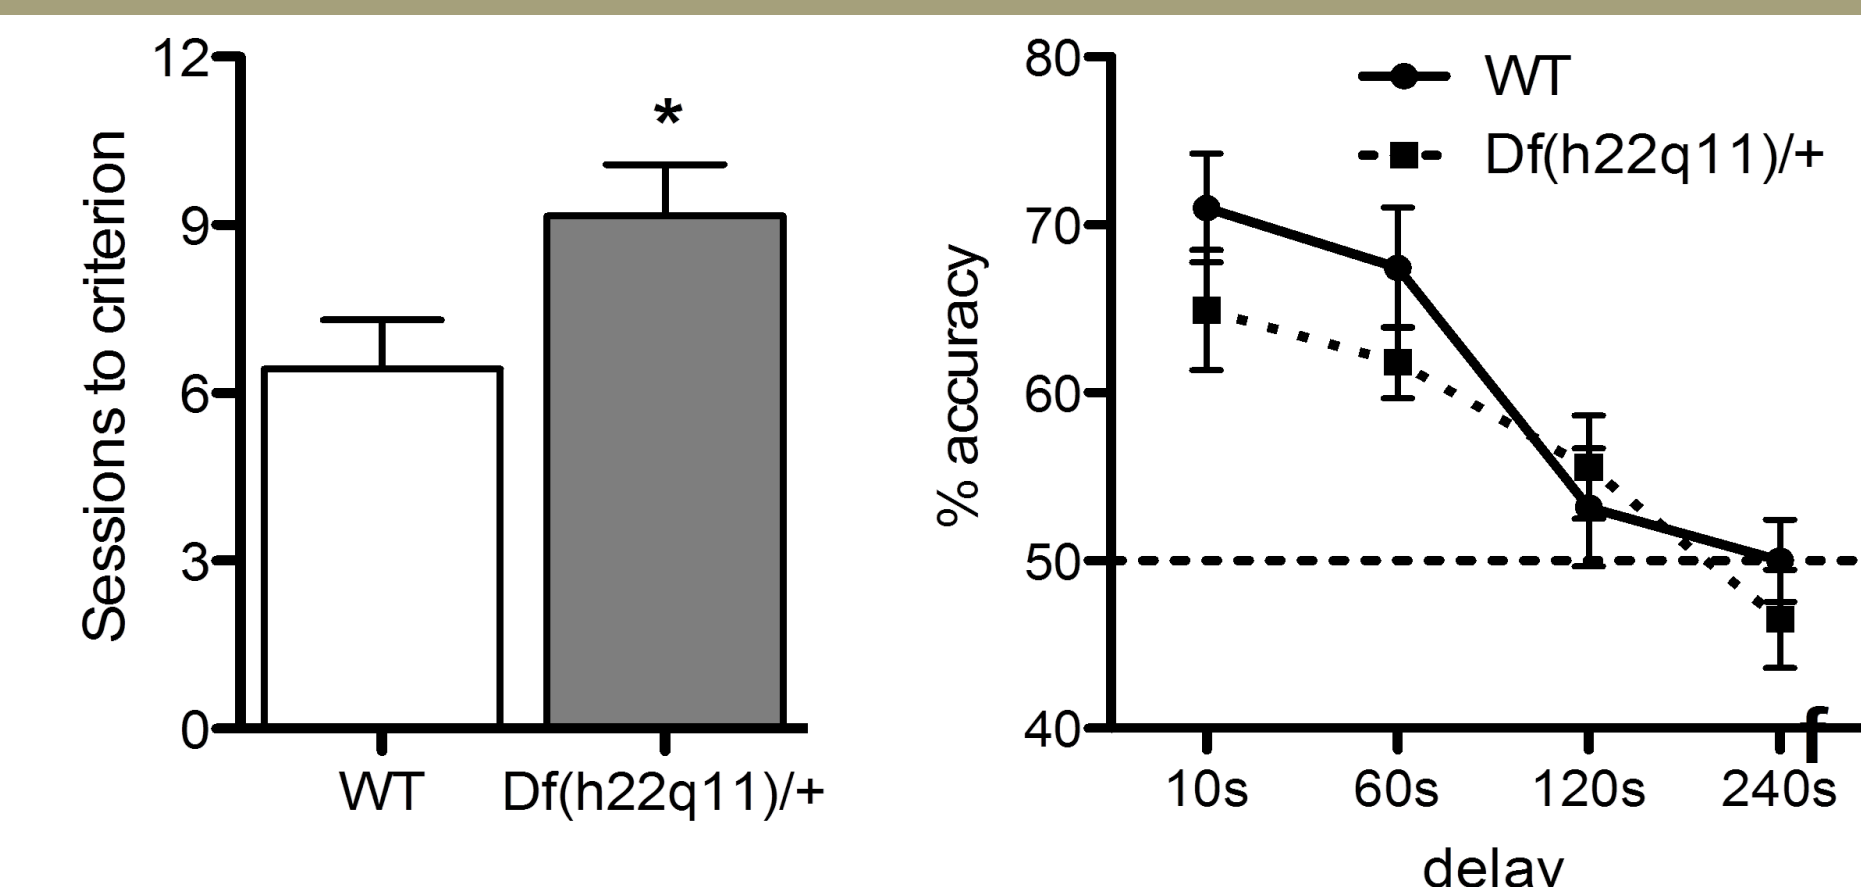 Sessions to criterion
12
9
6
3
0
*
WT
Df(h22q11)/+
% accuracy
80
70
60
50
40
WT
Df(h22q11)/+
10s
60s
120s
240s
f
delay